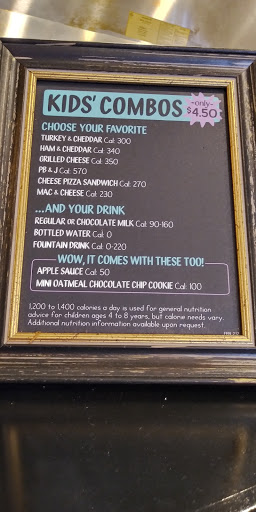 KIDS' COMBOS
-only-
$4.50
CHOOSE YOUR FAVORITE
TURKEY & CHEDDAR Cal: 300
HAM & CHEDDAR Cal: 340
GRILLED CHEESE Cal: 350
PB & J Cal: 570
CHEESE PIZZA SANDWICH Cal: 270
MAC & CHEESE Cal: 230
...AND YOUR DRINK
REGULAR OR CHOCOLATE MILK Cal: 90-160
BOTTLED WATER Cal: 0
FOUNTAIN DRINK Cal: 0-220
WOW, IT COMES WITH THESE TOO!
APPLE SAUCE Cal: 50
MINI OATMEAL CHOCOLATE CHIP COOKIE Cal: 100
1,200 to 1,400 calories a day is used for general nutrition
advice for children ages 4 to 8 years, but calorie needs vary.
Additional nutrition information available upon request.